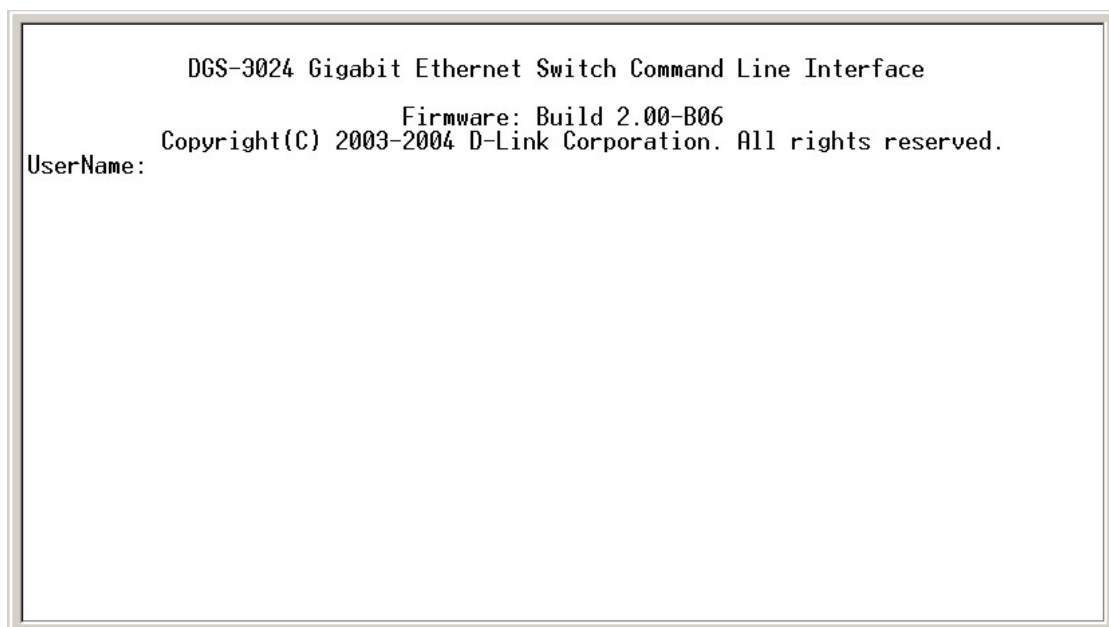 DGS-3024 Gigabit Ethernet Switch Command Line Interface
Firmware: Build 2.00-B06
Copyright(C) 2003-2004 D-Link Corporation. All rights reserved.
UserName: